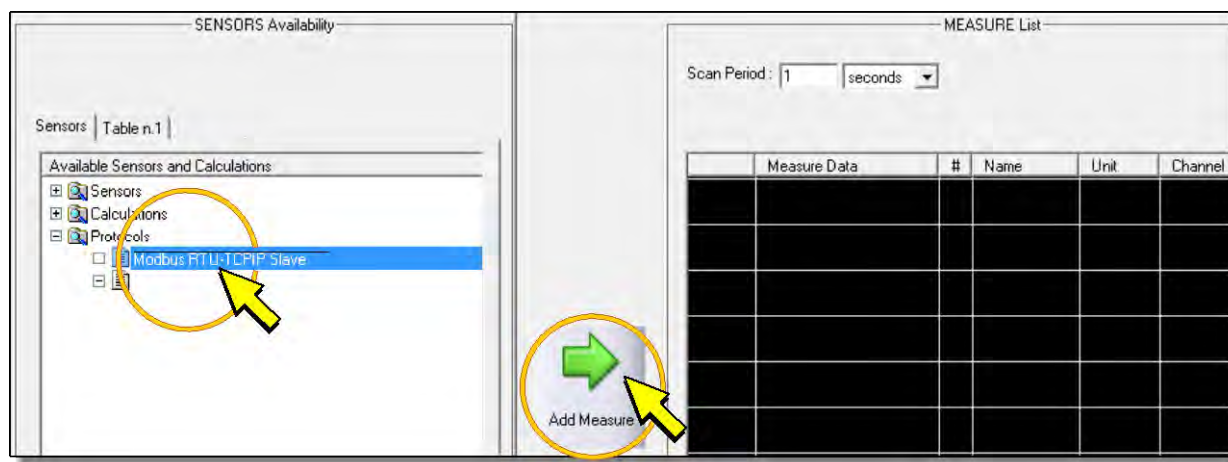 SENSORS Availability
MEASURE List
Scan Period : 1 seconds
Sensors Table n.1
Available Sensors and Calculations
Sensors
Calculations
Protocols
Modbus RTU-TCPIP Slave
Measure Data # Name Unit Channel
Add Measure